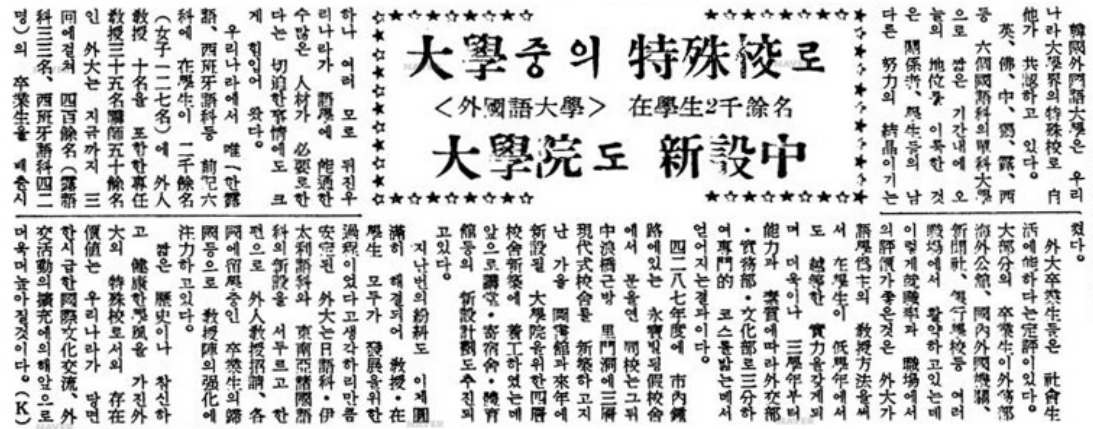 大學중의 特殊校로
<外國語大學> 在學生2千餘名
大學院도 新設中
韓國外國語大學은 우리
나라大學界의特殊校로 自
他가 共認하고 있다。
英、佛、中、獨、露、西
등 六個國語科의單科大學
으로 짧은 기간내에 오
늘의 地位를 이룩한 것
은 關係者、學生들의 남
다른 努力의 結晶이기는
하나 여러 모로 뒤진우
리나라가 語學에 能通한
수많은 人材가 必要로한
다는 切迫한事情에도 크
게 힘입어 왔다。
우리나라에서 唯一한露
語、西班牙語科등 前記六
科에 在學生이 二千餘名
(女子一二七名)에 外人
敎授 十名을 포함한專任
敎授三十五名講師五十餘名
인 外大는 지금까지 三
回에걸쳐 四百餘名(露語
科三三名、西班牙語科四二
명)의 卒業生을 배출시
켰다。
外大卒業生들은 社會生
活에能하다는定評이있다。
大部分의 卒業生이外務部
海外公館、國內外國機關、
新聞社、銀行學校등 여러
職場에서 活약하고있는데
이렇게就職率과 職場에서
의評價가좋은것은 外大가
語學爲主의 敎授方法을써
서 在學生이 低學年에서
도 越等한 實力을갖게되
며 더욱이나 三學年부터
能力과 素質에따라外交部
・實務部・文化部로三分하
여專門的 코스를밟는데서
얻어지는결과이다。
四二八七年度에 市內鍾
路에있는 永寶빌딩假校舍
에서 문을연 同校는그뒤
中浪橋근방 里門洞에三層
現代式校舍를 新築하고지
난 가을 圖書館과來年에
新設될 大學院을위한四層
校舍新築에 着工하였는데
앞으로講堂・寄宿舍・體育
館등의 新設計劃도추진되
고있다。
지난번의紛糾도 이제圓
滿히 해결되어 敎授・在
學生 모두가 發展을위한
過程이었다고생각하리만큼
安定된 外大는日語科・伊
太利語科와 東南亞諸國語
科의新設을 서두르고 한
편으로 外人敎授招請、各
國에留學중인 卒業生의歸
國등으로 敎授陣의强化에
注力하고있다。
짧은 歷史이나 참신하
고 健康한學風을 가진外
大의 特殊校로서의 存在
價値는 우리나라가 당면
한시급한國際文化交流、外
交活動의擴充에의해앞으로
더욱더높아질것이다。(K)